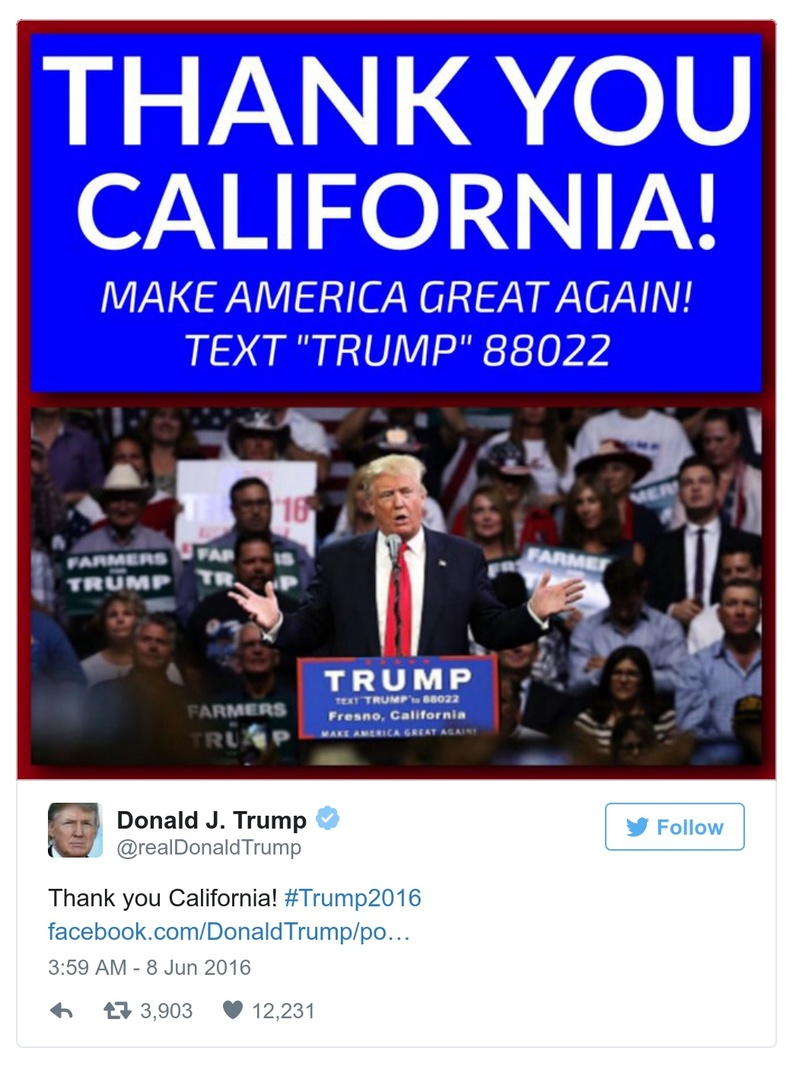 THANK YOU
CALIFORNIA!
MAKE AMERICA GREAT AGAIN!
TEXT "TRUMP" 88022
'16
FARMERS
TRUMP
FARMERS
FARMERS
TRUMP
TRUMP
TEXT "TRUMP" to 88022
Fresno, California
MAKE AMERICA GREAT AGAIN!
Donald J. Trump
@realDonaldTrump
Follow
Thank you California! #Trump2016
facebook.com/DonaldTrump/po…
3:59 AM - 8 Jun 2016
3,903
12,231